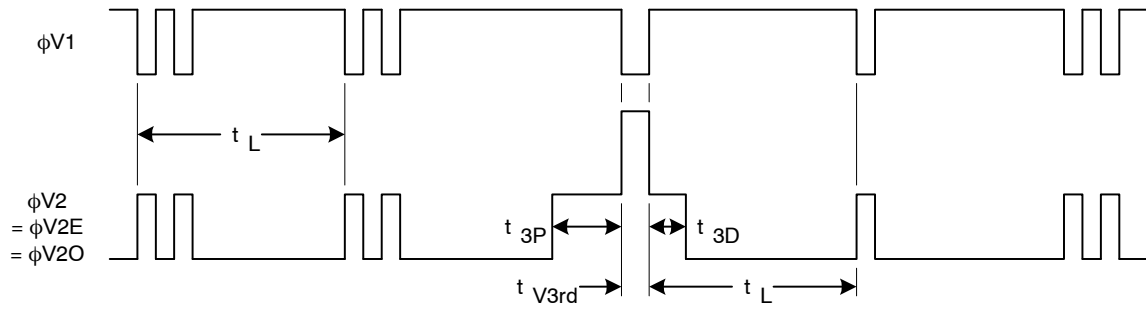 ϕV1
t L
ϕV2
= ϕV2E
= ϕV2O
t 3P
t 3D
t V3rd
t L